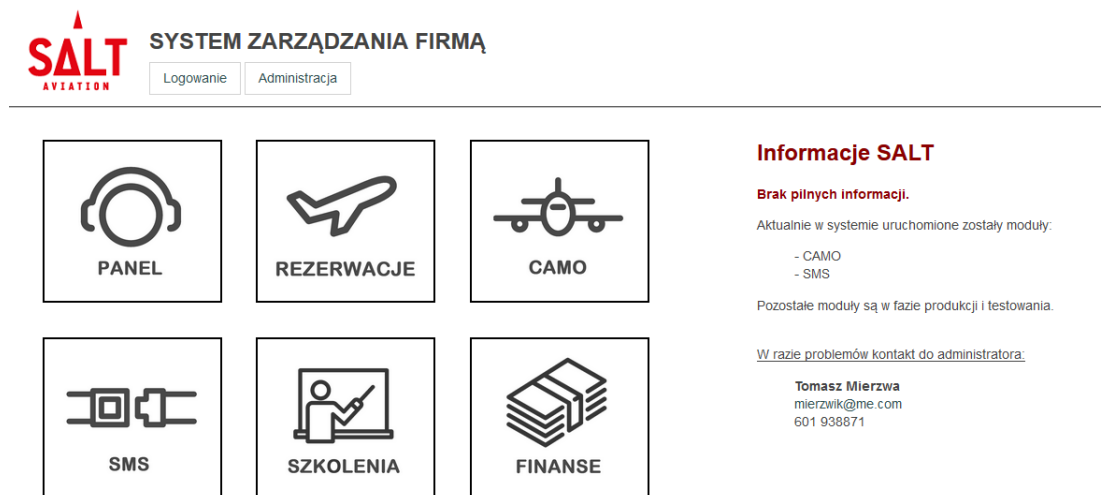 SALT
AVIATION
SYSTEM ZARZĄDZANIA FIRMĄ
Logowanie
Administracja
PANEL
REZERWACJE
CAMO
SMS
SZKOLENIA
FINANSE
Informacje SALT
Brak pilnych informacji.
Aktualnie w systemie uruchomione zostały moduły:
- CAMO
- SMS
Pozostałe moduły są w fazie produkcji i testowania.
W razie problemów kontakt do administratora:
Tomasz Mierzwa
mierzwik@me.com
601 938871